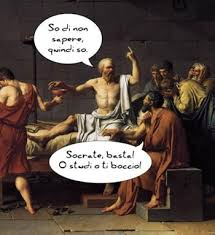 So di non
sapere,
quindi so.
Socrate, basta!
O studi o ti boccio!